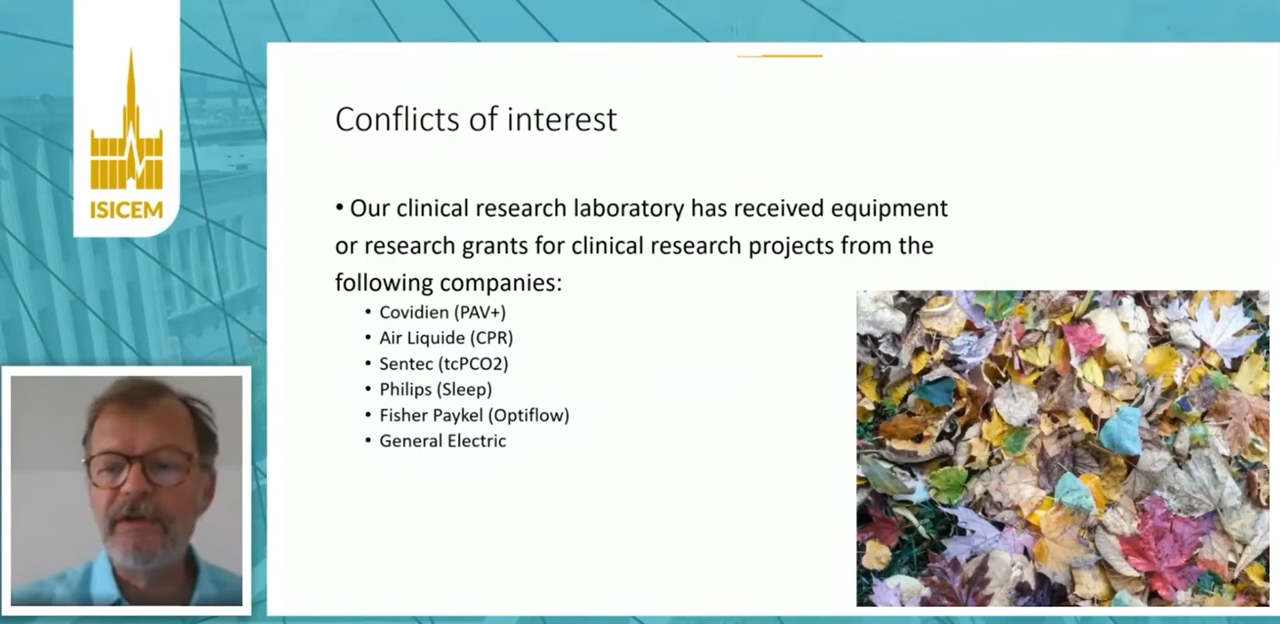 ISICEM
Conflicts of interest
• Our clinical research laboratory has received equipment
or research grants for clinical research projects from the
following companies:
• Covidien (PAV+)
• Air Liquide (CPR)
• Sentec (tcPCO2)
• Philips (Sleep)
• Fisher Paykel (Optiflow)
• General Electric